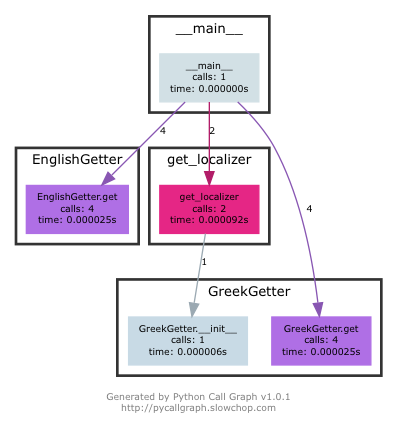 __main__
__main__
calls: 1
time: 0.000000s
4
2
EnglishGetter
get_localizer
EnglishGetter.get
calls: 4
time: 0.000025s
get_localizer
calls: 2
time: 0.000092s
4
1
GreekGetter
GreekGetter.__init__
calls: 1
time: 0.000006s
GreekGetter.get
calls: 4
time: 0.000025s
Generated by Python Call Graph v1.0.1
http://pycallgraph.slowchop.com